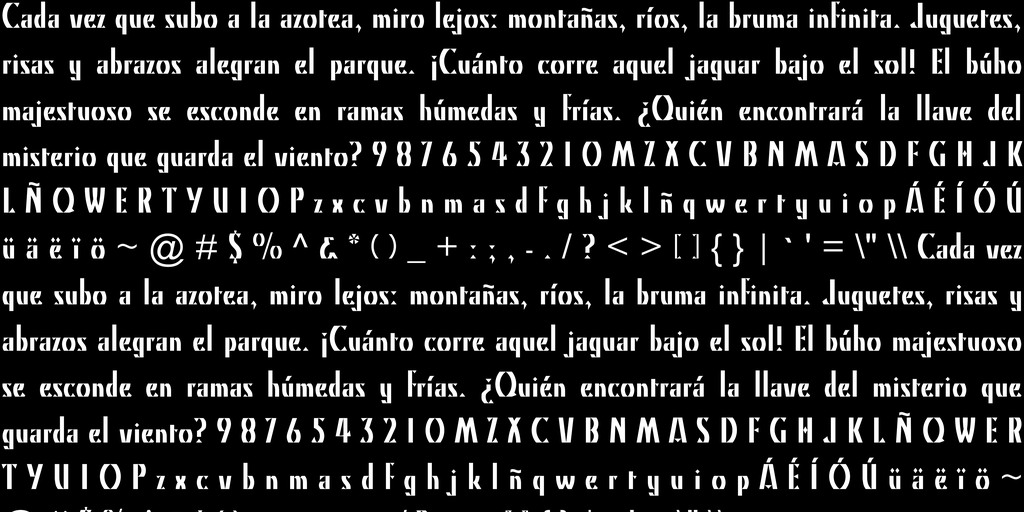 Cada vez que subo a la azotea, miro lejos: montañas, ríos, la bruma infinita. Juguetes,
risas y abrazos alegran el parque. ¡Cuánto corre aquel jaguar bajo el sol! El búho
majestuoso se esconde en ramas húmedas y frías. ¿Quién encontrará la llave del
misterio que guarda el viento? 9 8 7 6 5 4 3 2 1 0 M Z X C V B N M A S D F G H J K
L Ñ Q W E R T Y U I O P z x c v b n m a s d f g h j k l ñ q w e r t y u i o p Á É Í Ó Ú
ü ä ë ï ö ~ @ # $ % ^ & * ( ) _ + : ; , - . / ? < > [ ] { } | ` ' = \" \\ Cada vez
que subo a la azotea, miro lejos: montañas, ríos, la bruma infinita. Juguetes, risas y
abrazos alegran el parque. ¡Cuánto corre aquel jaguar bajo el sol! El búho majestuoso
se esconde en ramas húmedas y frías. ¿Quién encontrará la llave del misterio que
guarda el viento? 9 8 7 6 5 4 3 2 1 0 M Z X C V B N M A S D F G H J K L Ñ Q W E R
T Y U I O P z x c v b n m a s d f g h j k l ñ q w e r t y u i o p Á É Í Ó Ú ü ä ë ï ö ~